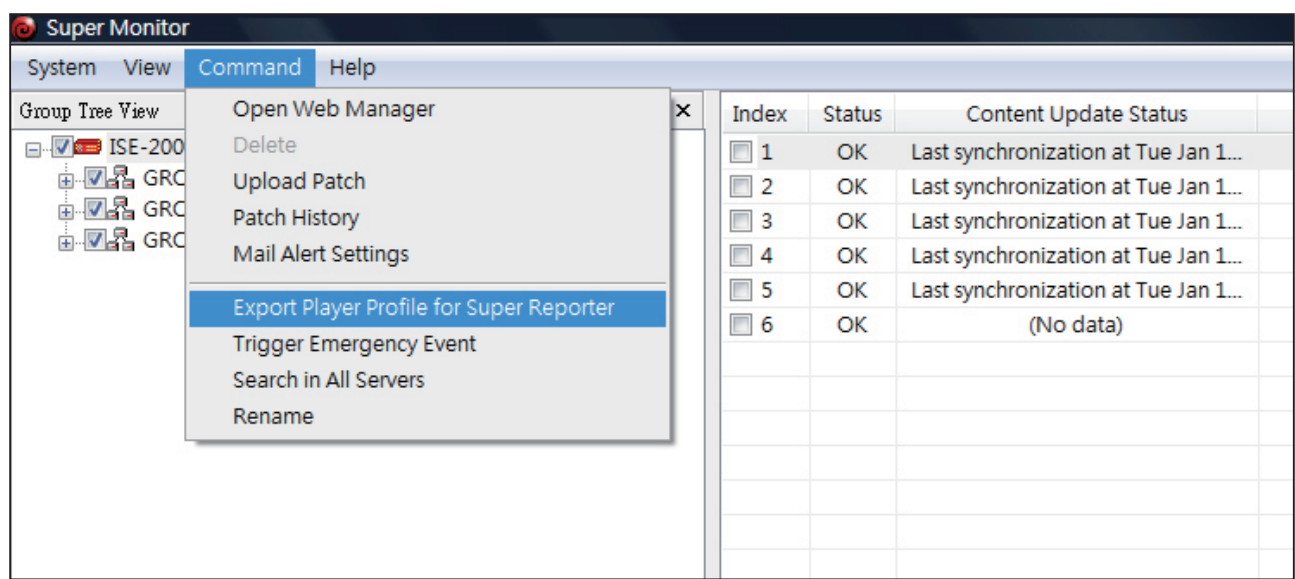 Super Monitor
System View Command Help
Group Tree View
ISE-200
GRC
GRC
GRC
Open Web Manager
Delete
Upload Patch
Patch History
Mail Alert Settings
Export Player Profile for Super Reporter
Trigger Emergency Event
Search in All Servers
Rename
Index Status Content Update Status
1 OK Last synchronization at Tue Jan 1...
2 OK Last synchronization at Tue Jan 1...
3 OK Last synchronization at Tue Jan 1...
4 OK Last synchronization at Tue Jan 1...
5 OK Last synchronization at Tue Jan 1...
6 OK (No data)